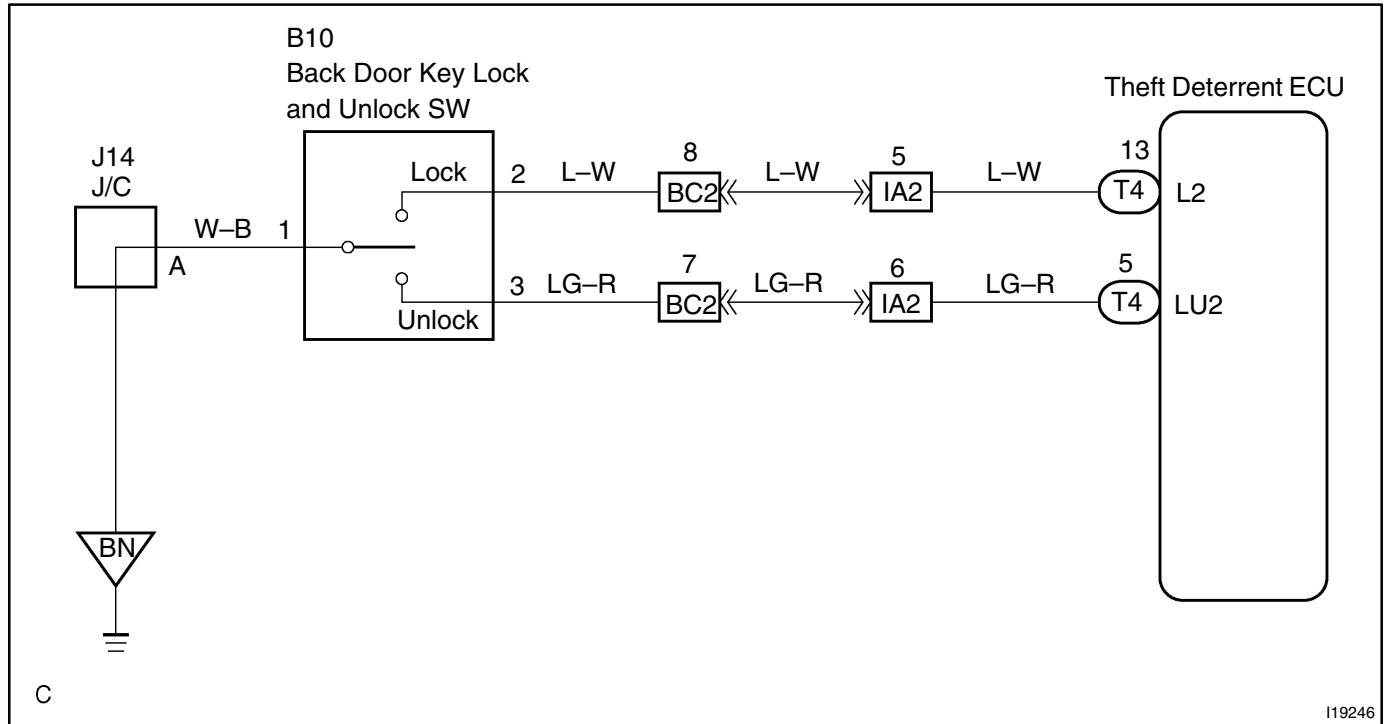 B10
Back Door Key Lock
and Unlock SW
Theft Deterrent ECU
J14
J/C
W–B 1
A
Lock 2 L–W 8 BC2 L–W 5 IA2 L–W 13 T4 L2
Unlock 3 LG–R 7 BC2 LG–R 6 IA2 LG–R 5 T4 LU2
BN
C
I19246